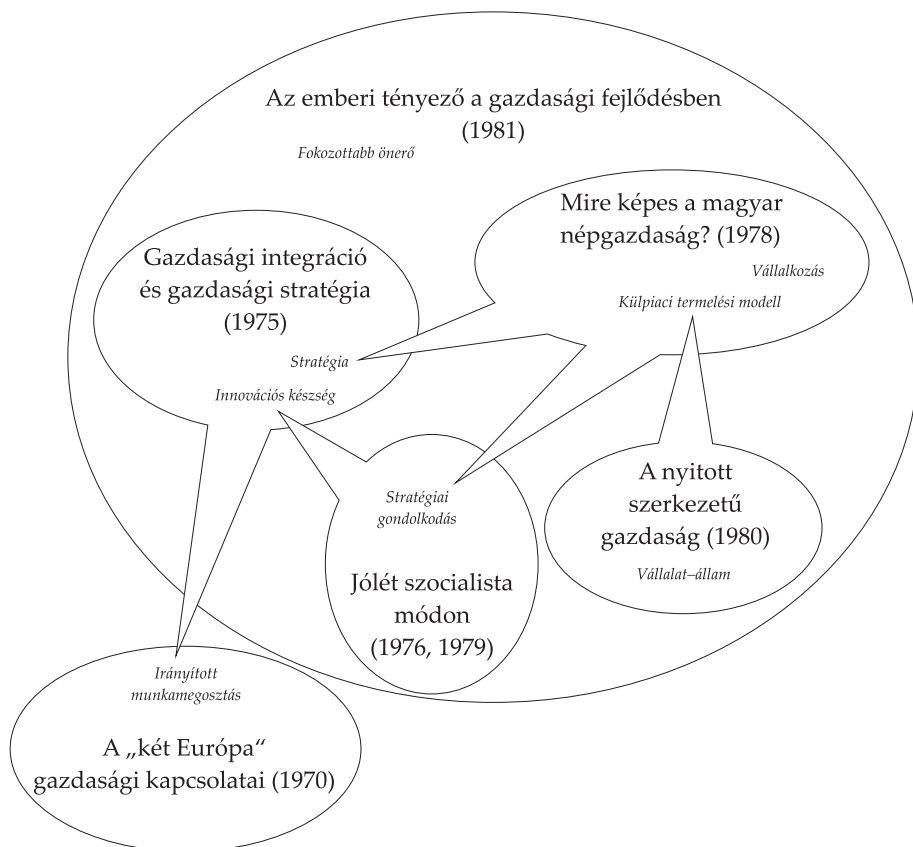 Az emberi tényező a gazdasági fejlődésben
(1981)
Fokozottabb önerő
Mire képes a magyar
népgazdaság? (1978)
Vállalkozás
Külpiaci termelési modell
Gazdasági integráció
és gazdasági stratégia
(1975)
Stratégia
Innovációs készség
Stratégiai
gondolkodás
Jólét szocialista
módon
(1976, 1979)
A nyitott
szerkezetű
gazdaság (1980)
Vállalat–állam
Irányított
munkamegosztás
A „két Európa“
gazdasági kapcsolatai (1970)